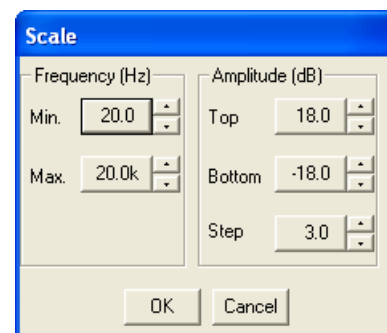 Scale
Frequency (Hz)
Min. 20.0
Max. 20.0k
Amplitude (dB)
Top 18.0
Bottom -18.0
Step 3.0
OK Cancel